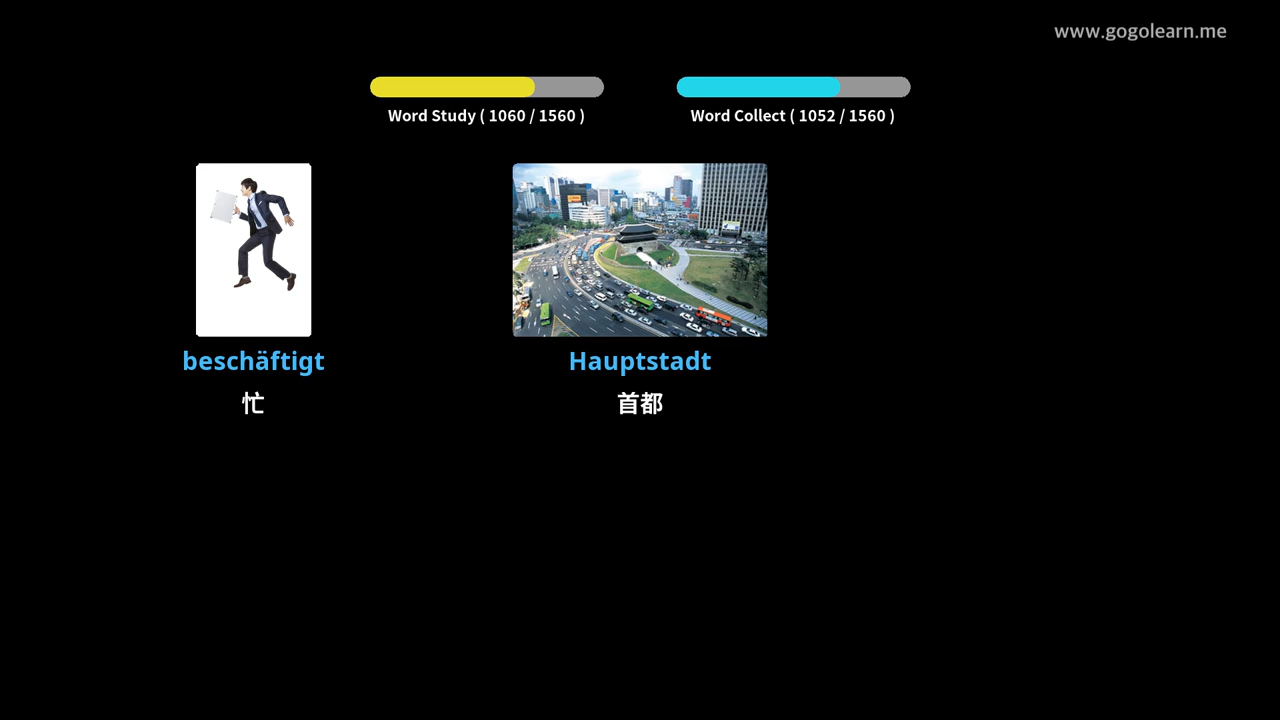 www.gogolearn.me
Word Study ( 1060 / 1560 )
Word Collect ( 1052 / 1560 )
beschäftigt
忙
Hauptstadt
首都